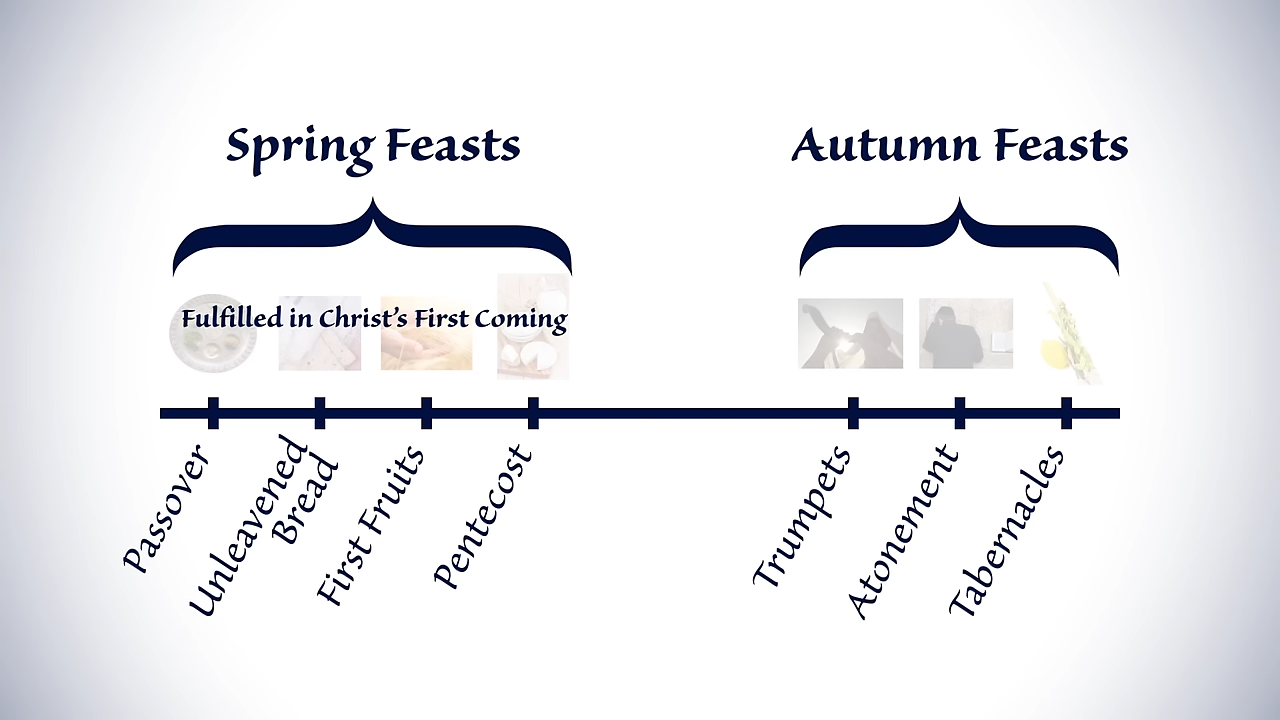 Spring Feasts
Autumn Feasts
Fulfilled in Christ's First Coming
Passover
Unleavened
Bread
First Fruits
Pentecost
Trumpets
Atonement
Tabernacles